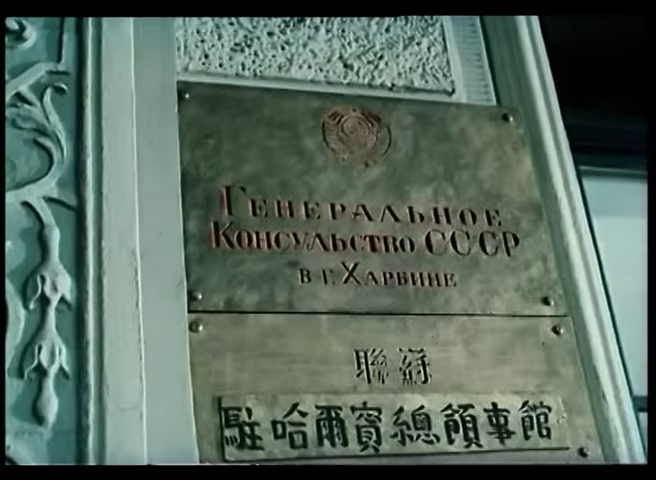 Генеральное
Консульство СССР
в г. Харбине
聯蘇
駐哈爾賓總領事館